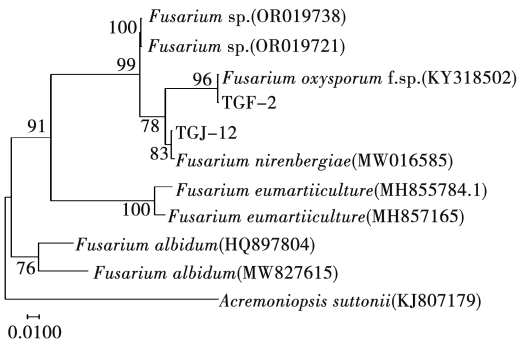 Fusarium sp.(OR019738)
100
Fusarium sp.(OR019721)
99
96
Fusarium oxysporum f.sp.(KY318502)
TGF-2
91
78
TGJ-12
83
Fusarium nirenbergiae(MW016585)
Fusarium eumartiiculture(MH855784.1)
100
Fusarium eumartiiculture(MH857165)
Fusarium albidum(HQ897804)
76
Fusarium albidum(MW827615)
Acremoniopsis suttonii(KJ807179)
0.0100